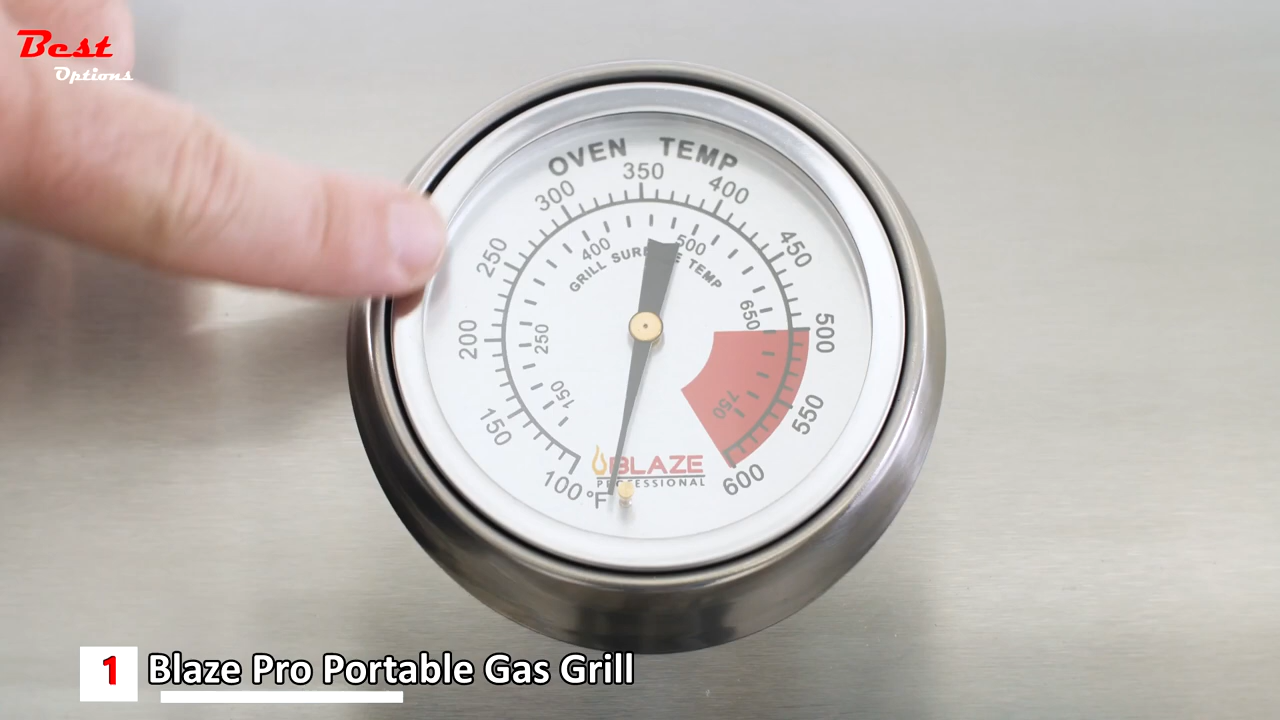 Best
Options
OVEN TEMP
100 °F
150
200
250
300
350
400
450
500
550
600
GRILL SURFACE TEMP
150
250
400
500
650
750
BLAZE
PROFESSIONAL
1 Blaze Pro Portable Gas Grill